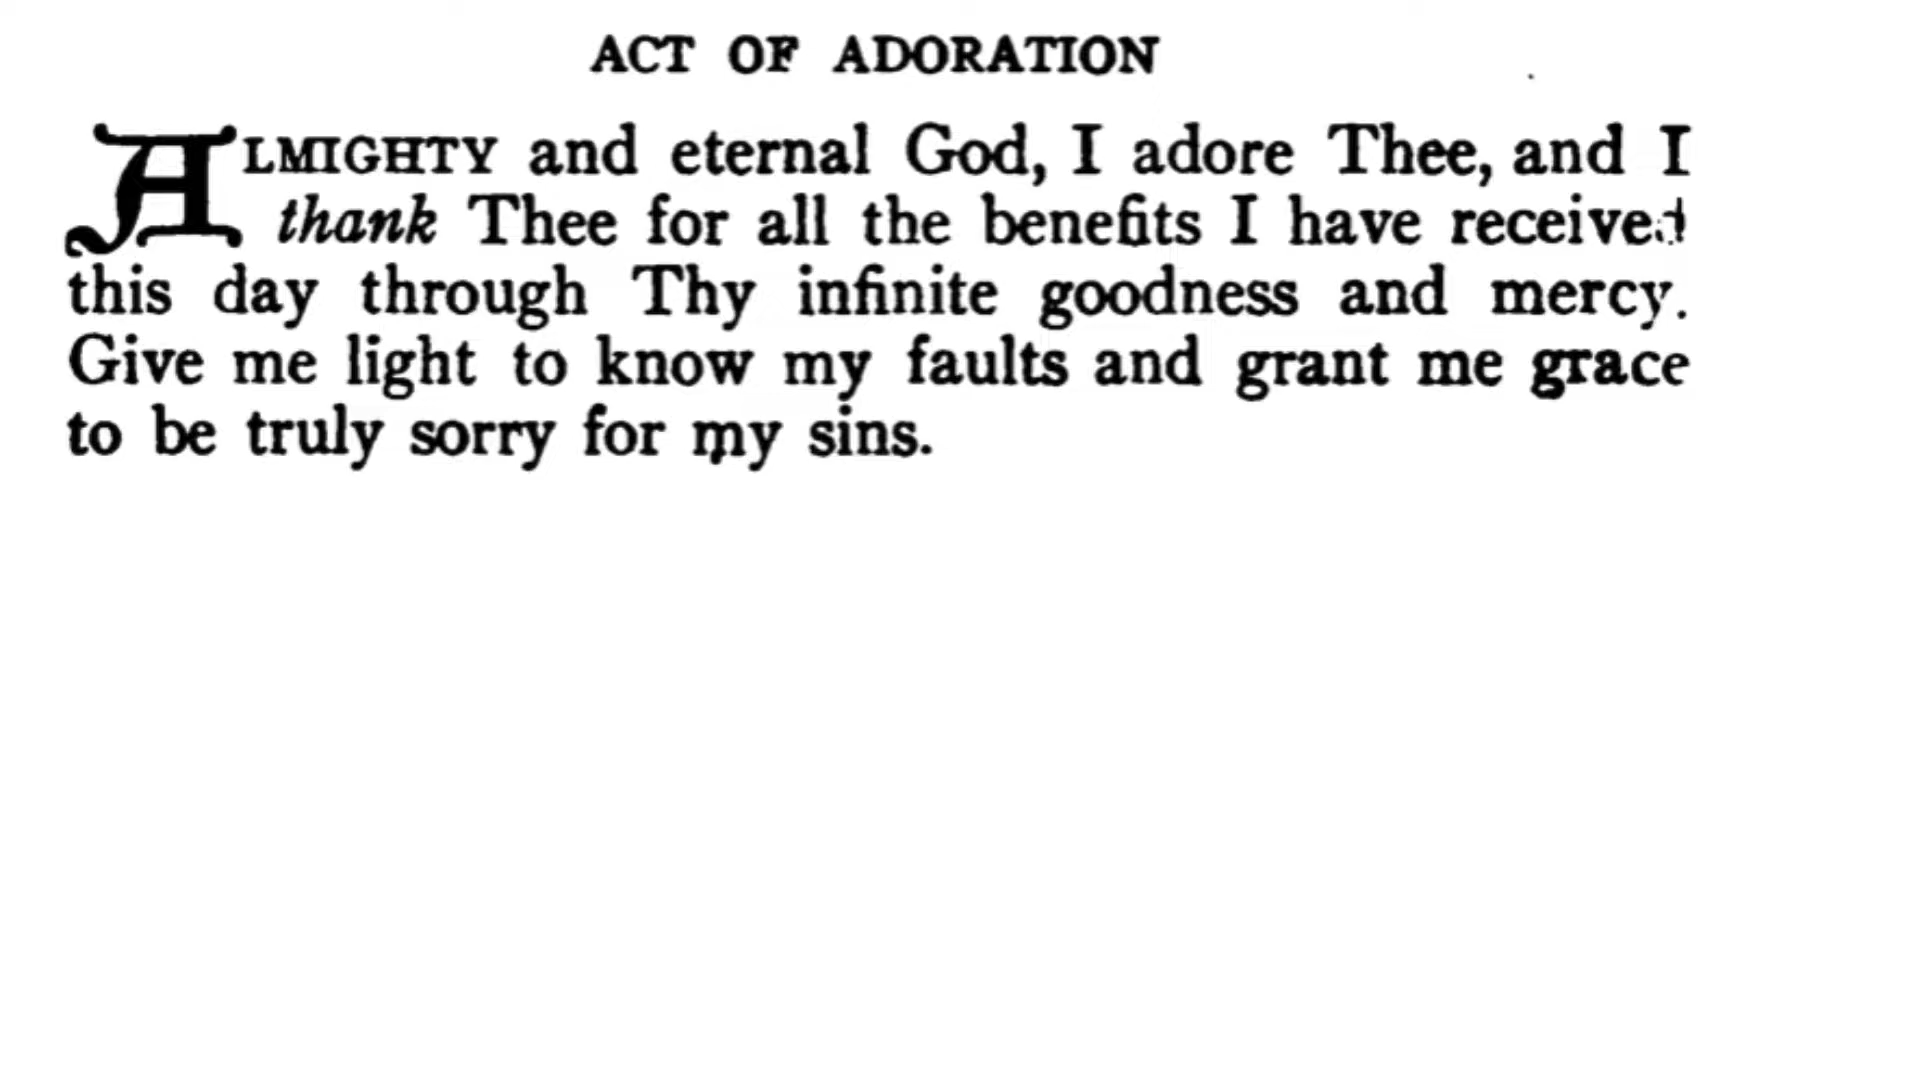 ACT OF ADORATION
ALMIGHTY and eternal God, I adore Thee, and I
thank Thee for all the benefits I have received
this day through Thy infinite goodness and mercy.
Give me light to know my faults and grant me grace
to be truly sorry for my sins.